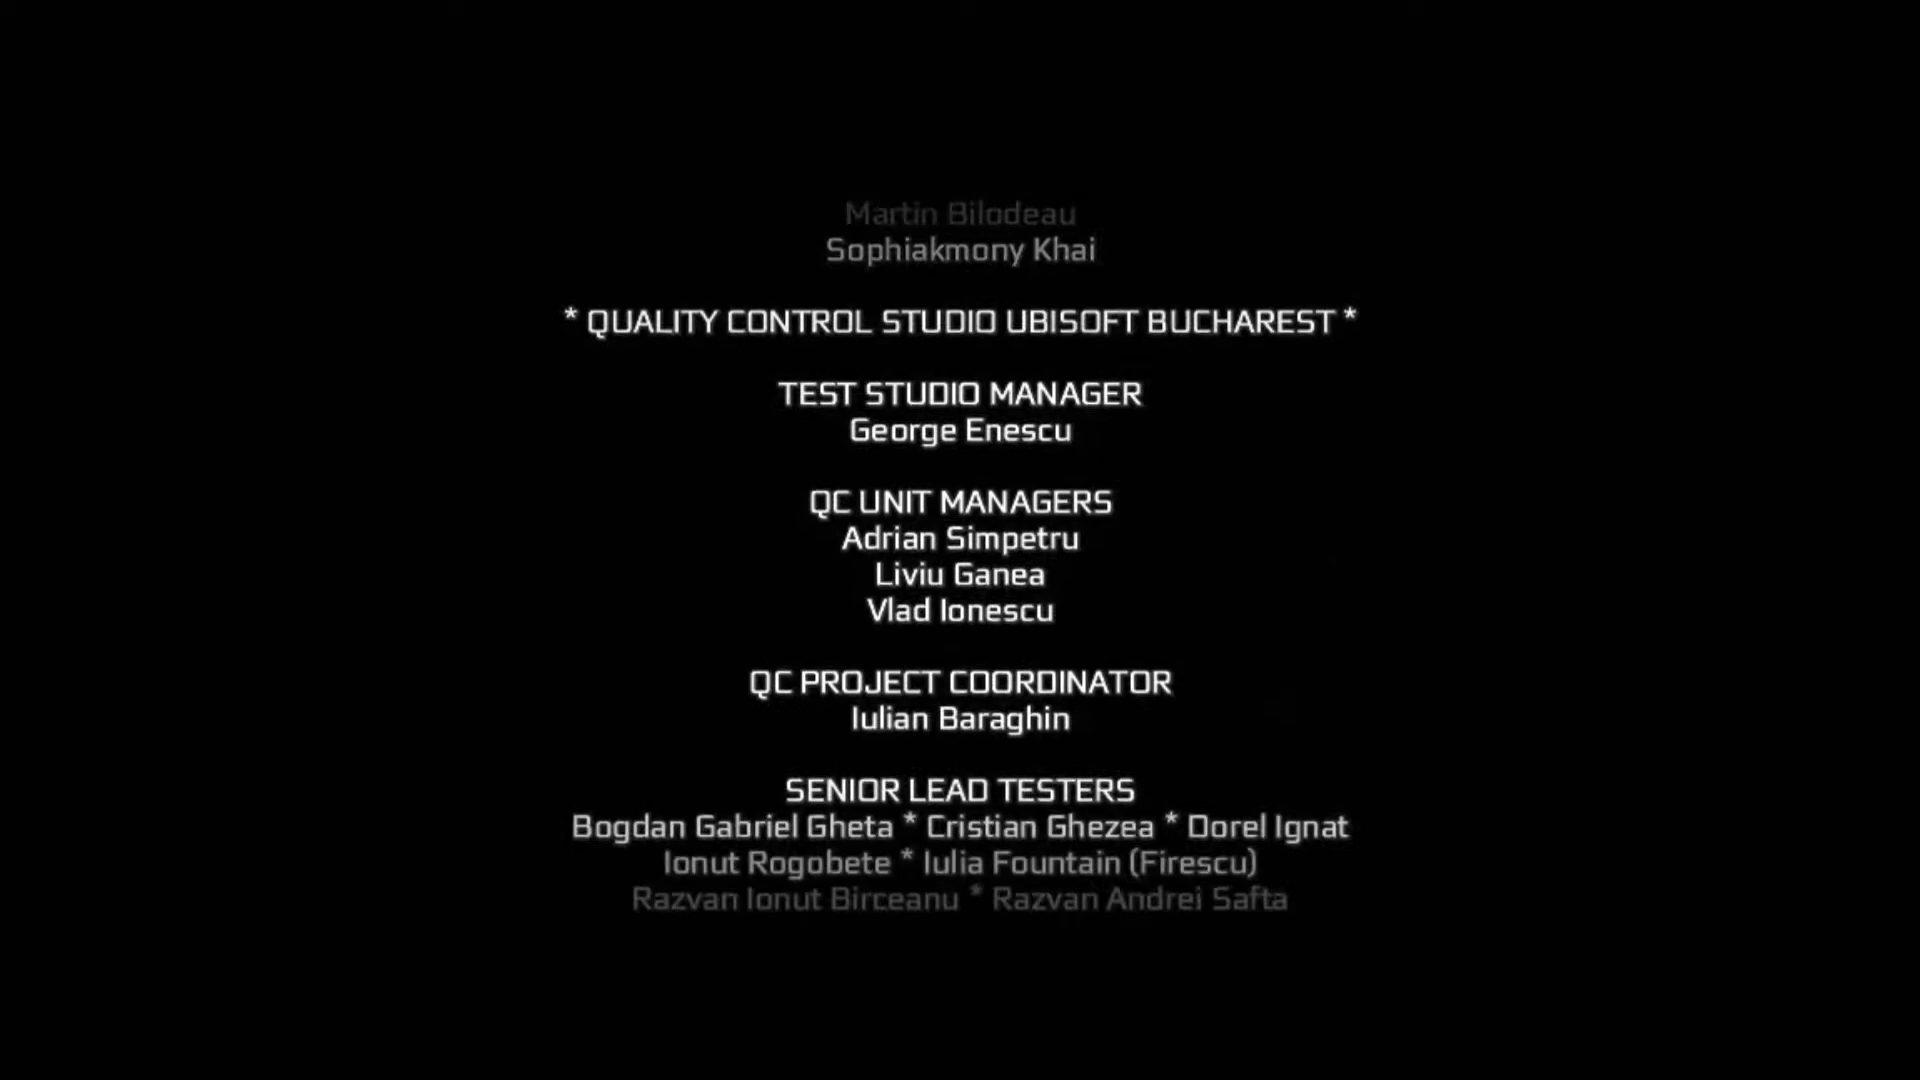 Martin Bilodeau
Sophiakmony Khai
* QUALITY CONTROL STUDIO UBISOFT BUCHAREST *
TEST STUDIO MANAGER
George Enescu
QC UNIT MANAGERS
Adrian Simpetru
Liviu Ganea
Vlad Ionescu
QC PROJECT COORDINATOR
Iulian Baraghin
SENIOR LEAD TESTERS
Bogdan Gabriel Gheta * Cristian Ghezea * Dorel Ignat
Ionut Rogobete * Iulia Fountain (Firescu)
Razvan Ionut Birceanu * Razvan Andrei Safta